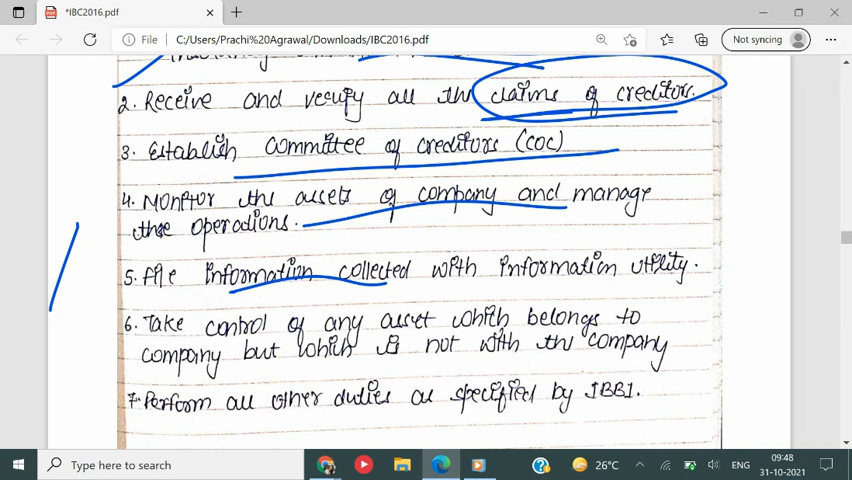 *IBC2016.pdf
File
C:/Users/Prachi%20Agrawal/Downloads/IBC2016.pdf
Not syncing
2. Receive and verify all the claims of creditors.
3. Establish committee of creditors (COC)
4. Monitor the assets of company and manage
these operations.
5. File information collected with information utility.
6. Take control of any asset which belongs to
company but which is not with the company
7. Perform all other duties as specified by IBBI.
Type here to search
26°C
ENG
09:48
31-10-2021